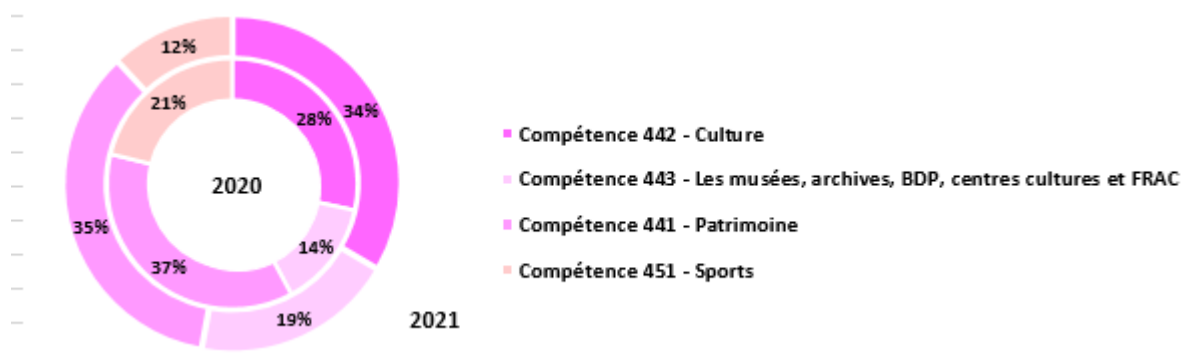 12%
21%
28%
34%
2020
14%
35%
37%
19%
2021
Compétence 442 - Culture
Compétence 443 - Les musées, archives, BDP, centres cultures et FRAC
Compétence 441 - Patrimoine
Compétence 451 - Sports